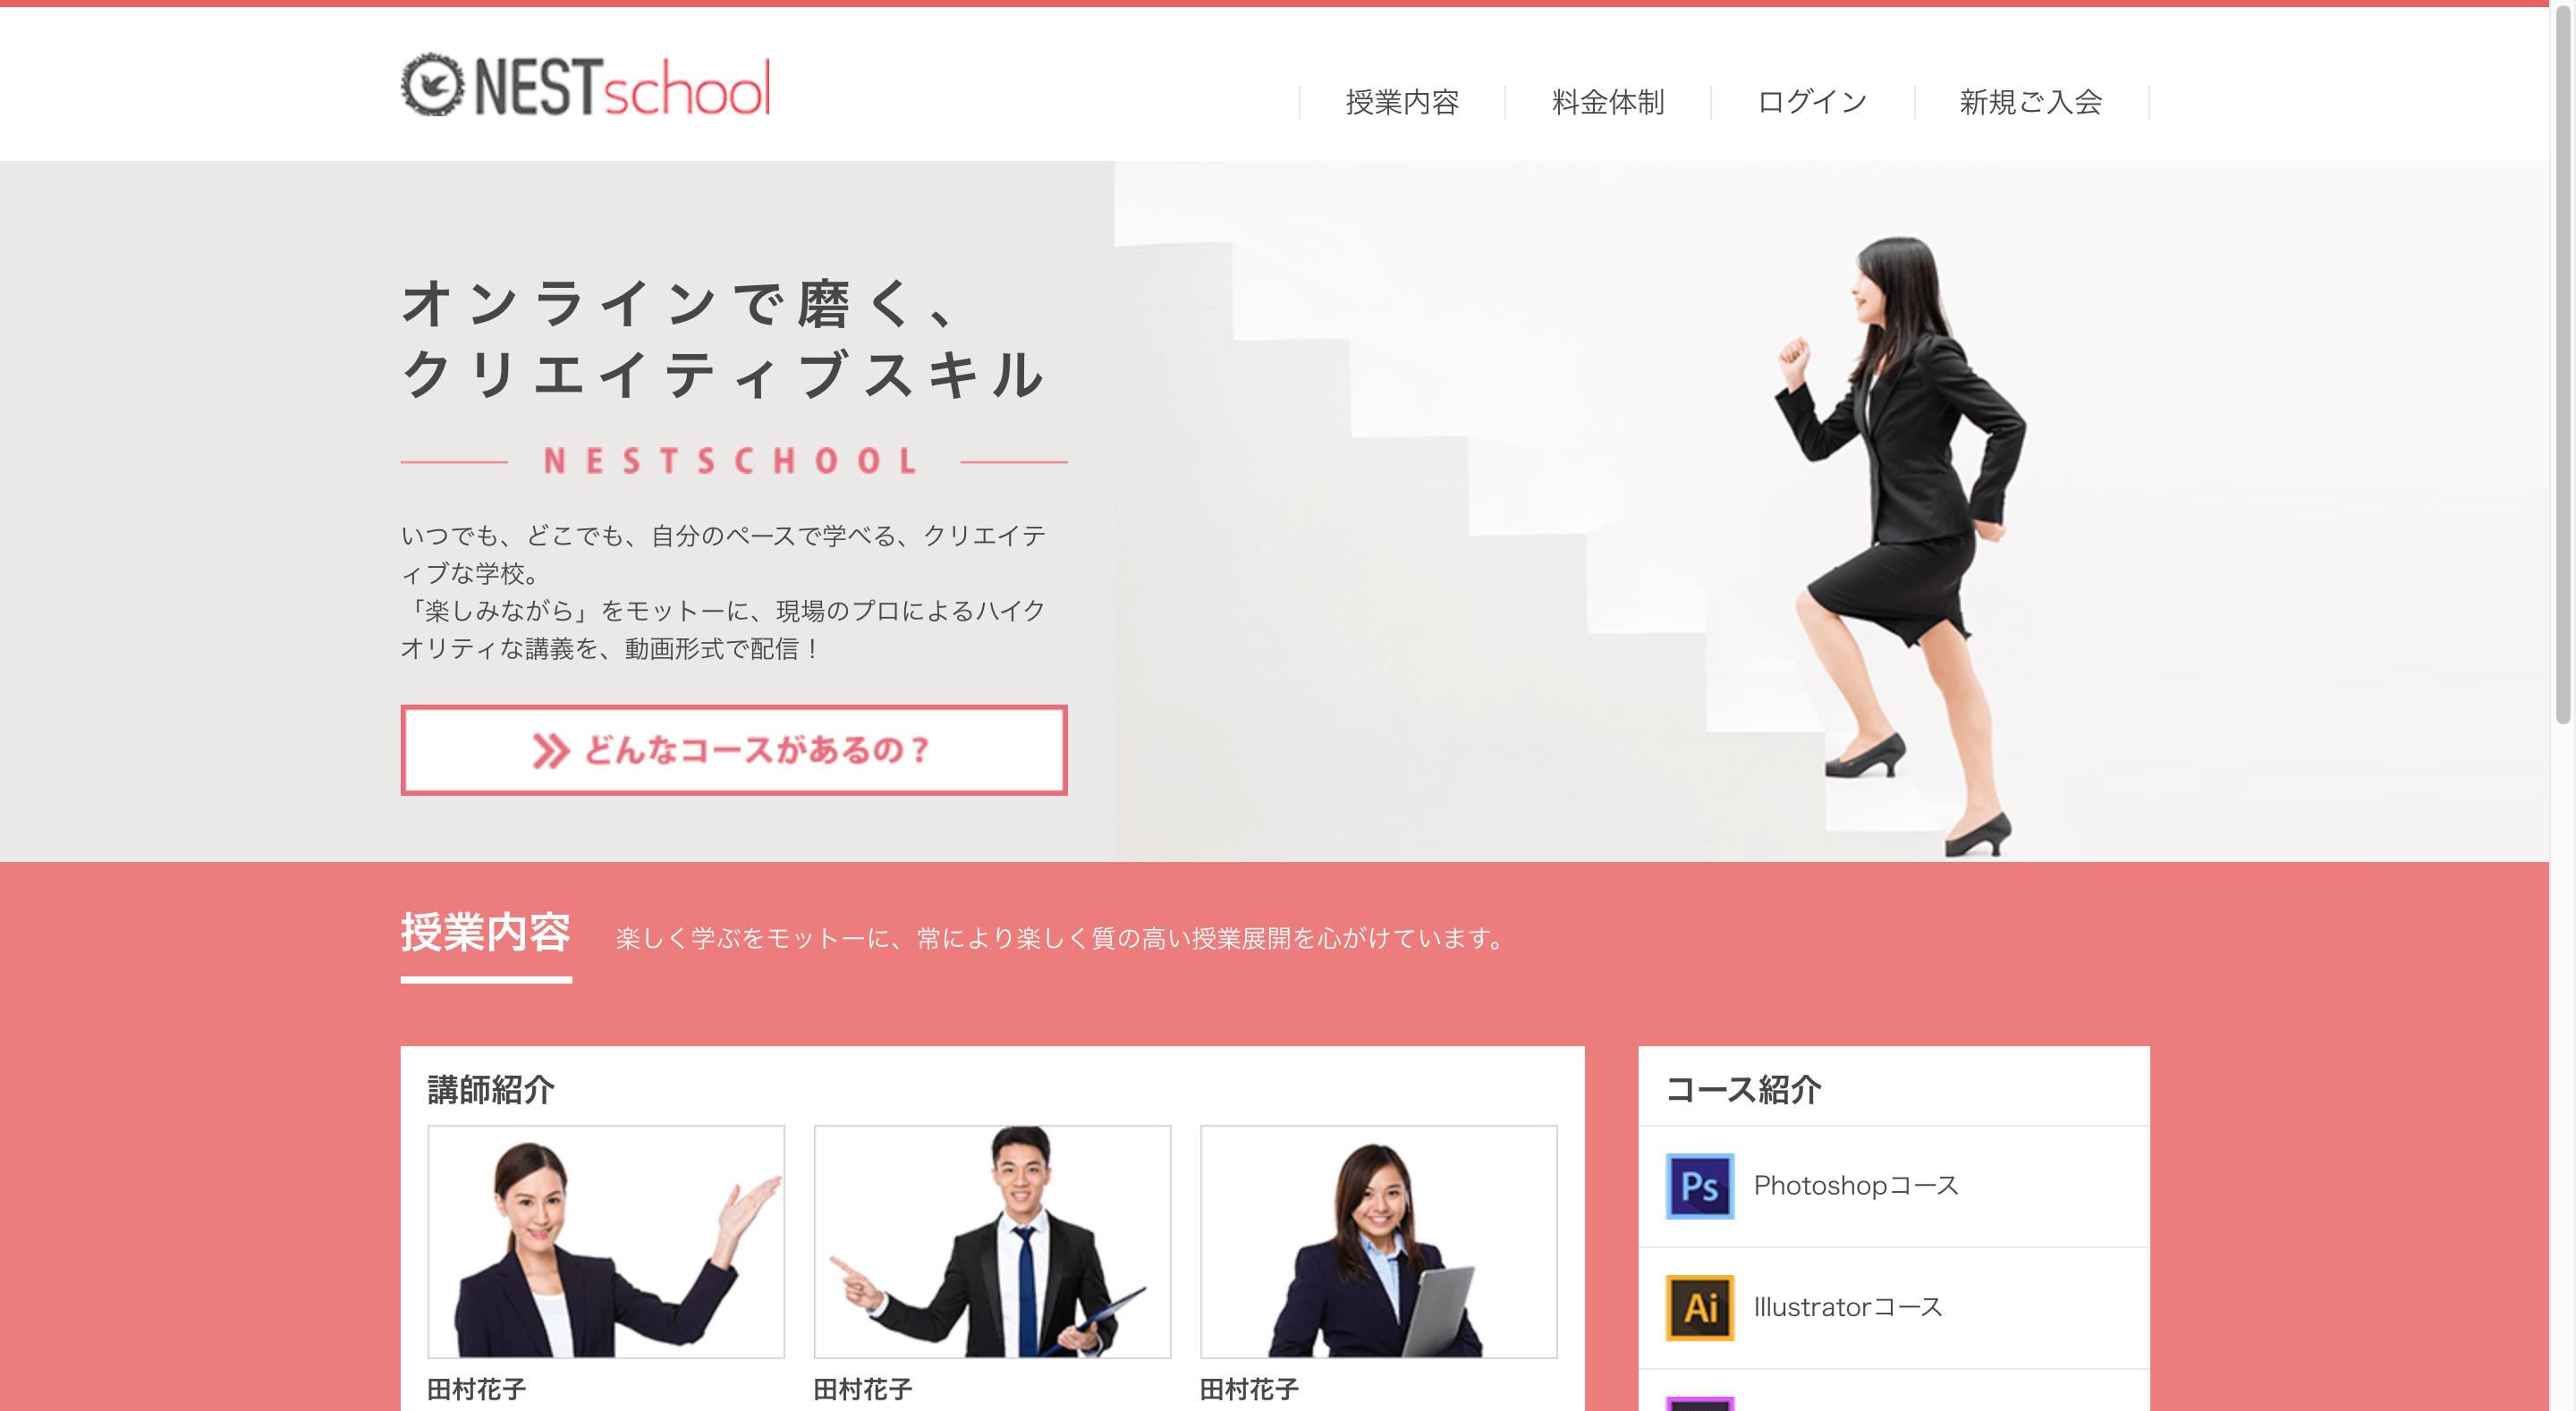 NESTschool
授業内容
料金体制
ログイン
新規ご入会
オンラインで磨く、
クリエイティブスキル
NESTSCHOOL
いつでも、どこでも、自分のペースで学べる、クリエイテ
ィブな学校。
「楽しみながら」をモットーに、現場のプロによるハイク
オリティな講義を、動画形式で配信！
どんなコースがあるの？
授業内容
楽しく学ぶをモットーに、常により楽しく質の高い授業展開を心がけています。
講師紹介
田村花子
田村花子
田村花子
コース紹介
Ps
Photoshopコース
Ai
Illustratorコース